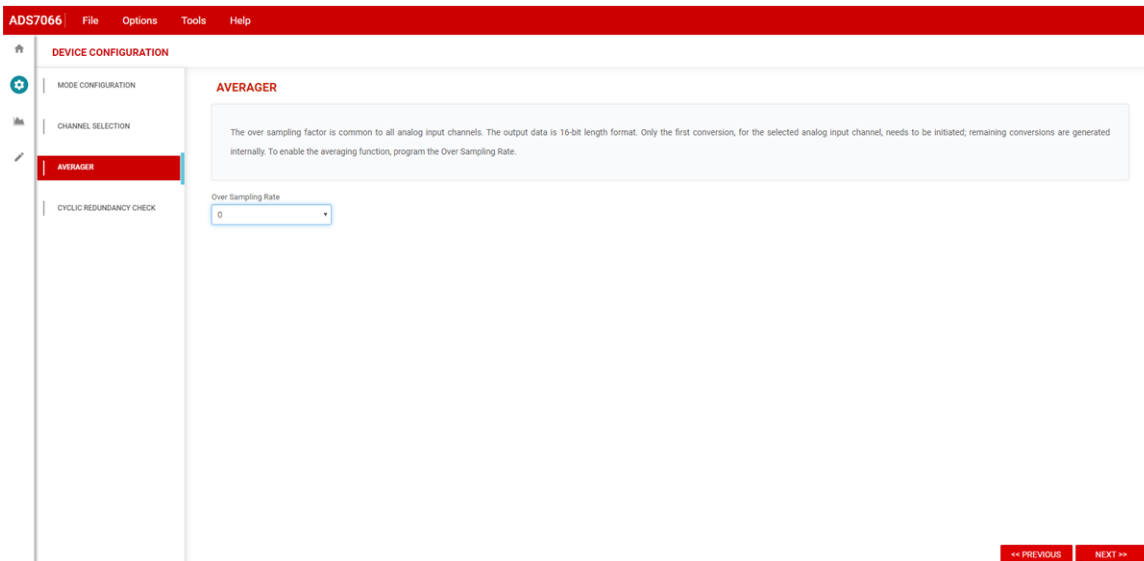 ADS7066 File Options Tools Help
DEVICE CONFIGURATION
MODE CONFIGURATION
CHANNEL SELECTION
AVERAGER
CYCLIC REDUNDANCY CHECK
AVERAGER
The over sampling factor is common to all analog input channels. The output data is 16-bit length format. Only the first conversion, for the selected analog input channel, needs to be initiated; remaining conversions are generated
internally. To enable the averaging function, program the Over Sampling Rate.
Over Sampling Rate
0
<< PREVIOUS NEXT >>